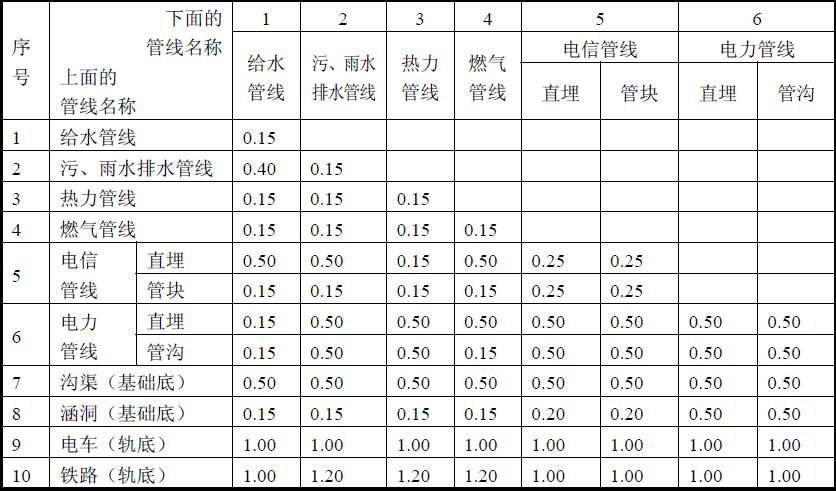 序号 下面的管线名称 上面的管线名称 1 2 3 4 5 6
给水管线 污、雨水排水管线 热力管线 燃气管线 电信管线 电力管线
直埋 管块 直埋 管沟
1 给水管线 0.15
2 污、雨水排水管线 0.40 0.15
3 热力管线 0.15 0.15 0.15
4 燃气管线 0.15 0.15 0.15 0.15
5 电信管线 直埋 0.50 0.50 0.15 0.50 0.25 0.25
管块 0.15 0.15 0.15 0.15 0.25 0.25
6 电力管线 直埋 0.15 0.50 0.50 0.50 0.50 0.50 0.50 0.50
管沟 0.15 0.50 0.50 0.15 0.50 0.50 0.50 0.50
7 沟渠（基础底） 0.50 0.50 0.50 0.50 0.50 0.50 0.50 0.50
8 涵洞（基础底） 0.15 0.15 0.15 0.15 0.20 0.20 0.50 0.50
9 电车（轨底） 1.00 1.00 1.00 1.00 1.00 1.00 1.00 1.00
10 铁路（轨底） 1.00 1.20 1.20 1.20 1.00 1.00 1.00 1.00